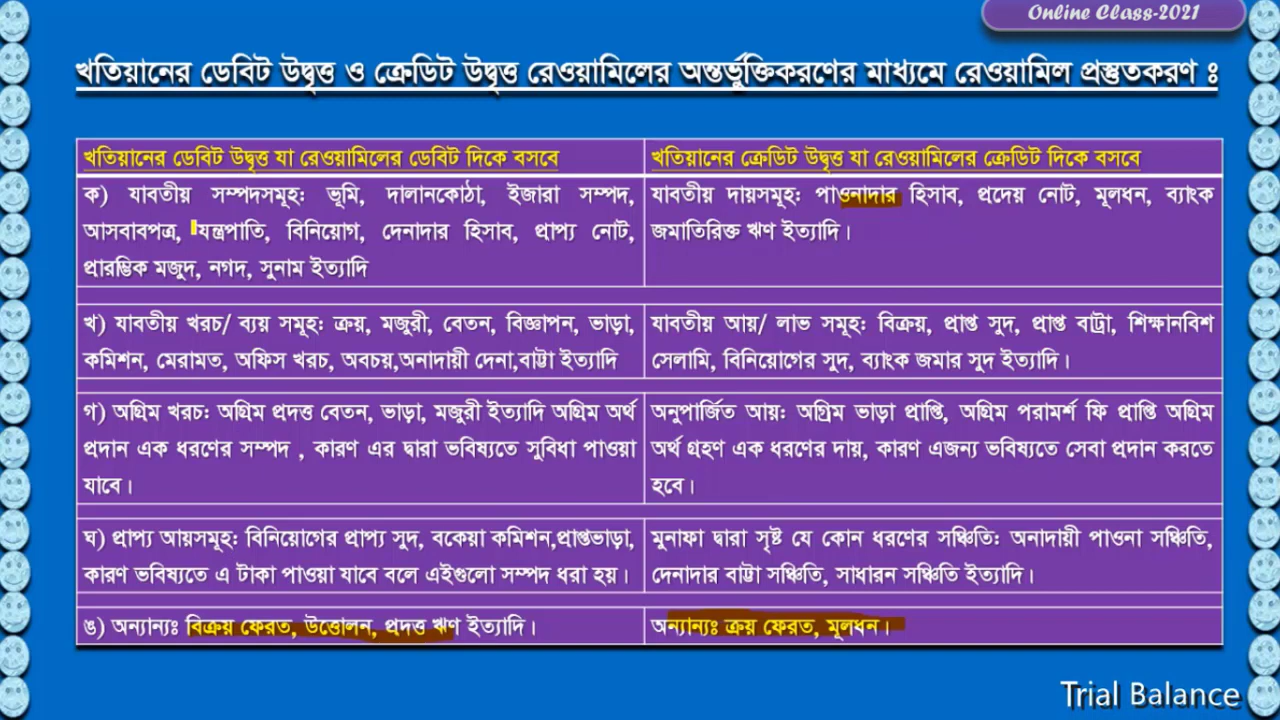 Online Class-2021
খতিয়ানের ডেবিট উদ্বৃত্ত ও ক্রেডিট উদ্বৃত্ত রেওয়ামিলের অন্তর্ভুক্তিকরণের মাধ্যমে রেওয়ামিল প্রস্তুতকরণ ঃ
খতিয়ানের ডেবিট উদ্বৃত্ত যা রেওয়ামিলের ডেবিট দিকে বসবে
খতিয়ানের ক্রেডিট উদ্বৃত্ত যা রেওয়ামিলের ক্রেডিট দিকে বসবে
ক) যাবতীয় সম্পদসমূহ: ভূমি, দালানকোঠা, ইজারা সম্পদ,
আসবাবপত্র, যন্ত্রপাতি, বিনিয়োগ, দেনাদার হিসাব, প্রাপ্য নোট,
প্রারম্ভিক মজুদ, নগদ, সুনাম ইত্যাদি
যাবতীয় দায়সমূহ: পাওনাদার হিসাব, প্রদেয় নোট, মূলধন, ব্যাংক
জমাতিরিক্ত ঋণ ইত্যাদি।
খ) যাবতীয় খরচ/ ব্যয় সমূহ: ক্রয়, মজুরী, বেতন, বিজ্ঞাপন, ভাড়া,
কমিশন, মেরামত, অফিস খরচ, অবচয়,অনাদায়ী দেনা,বাট্টা ইত্যাদি
যাবতীয় আয়/ লাভ সমূহ: বিক্রয়, প্রাপ্ত সুদ, প্রাপ্ত বাট্টা, শিক্ষানবিশ
সেলামি, বিনিয়োগের সুদ, ব্যাংক জমার সুদ ইত্যাদি।
গ) অগ্রিম খরচ: অগ্রিম প্রদত্ত বেতন, ভাড়া, মজুরী ইত্যাদি অগ্রিম অর্থ
প্রদান এক ধরণের সম্পদ , কারণ এর দ্বারা ভবিষ্যতে সুবিধা পাওয়া
যাবে।
অনুপার্জিত আয়: অগ্রিম ভাড়া প্রাপ্তি, অগ্রিম পরামর্শ ফি প্রাপ্তি অগ্রিম
অর্থ গ্রহণ এক ধরণের দায়, কারণ এজন্য ভবিষ্যতে সেবা প্রদান করতে
হবে।
ঘ) প্রাপ্য আয়সমূহ: বিনিয়োগের প্রাপ্য সুদ, বকেয়া কমিশন,প্রাপ্তভাড়া,
কারণ ভবিষ্যতে এ টাকা পাওয়া যাবে বলে এইগুলো সম্পদ ধরা হয়।
মুনাফা দ্বারা সৃষ্ট যে কোন ধরণের সঞ্চিতি: অনাদায়ী পাওনা সঞ্চিতি,
দেনাদার বাট্টা সঞ্চিতি, সাধারন সঞ্চিতি ইত্যাদি।
ঙ) অন্যান্যঃ বিক্রয় ফেরত, উত্তোলন, প্রদত্ত ঋণ ইত্যাদি।
অন্যান্যঃ ক্রয় ফেরত, মূলধন।
Trial Balance